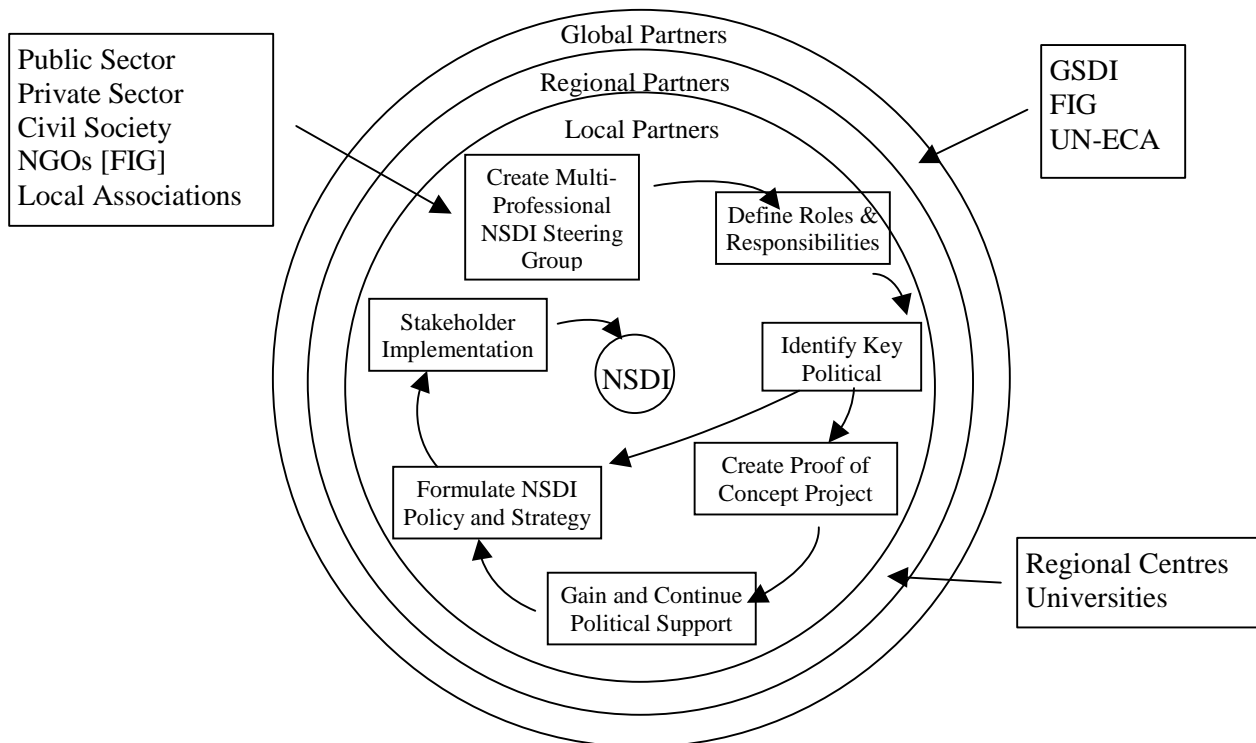 Global Partners
Regional Partners
Local Partners
Public Sector
Private Sector
Civil Society
NGOs [FIG]
Local Associations
GSDI
FIG
UN-ECA
Create Multi-
Professional
NSDI Steering
Group
Define Roles &
Responsibilities
Identify Key
Political
Create Proof of
Concept Project
Gain and Continue
Political Support
Formulate NSDI
Policy and Strategy
Stakeholder
Implementation
NSDI
Regional Centres
Universities